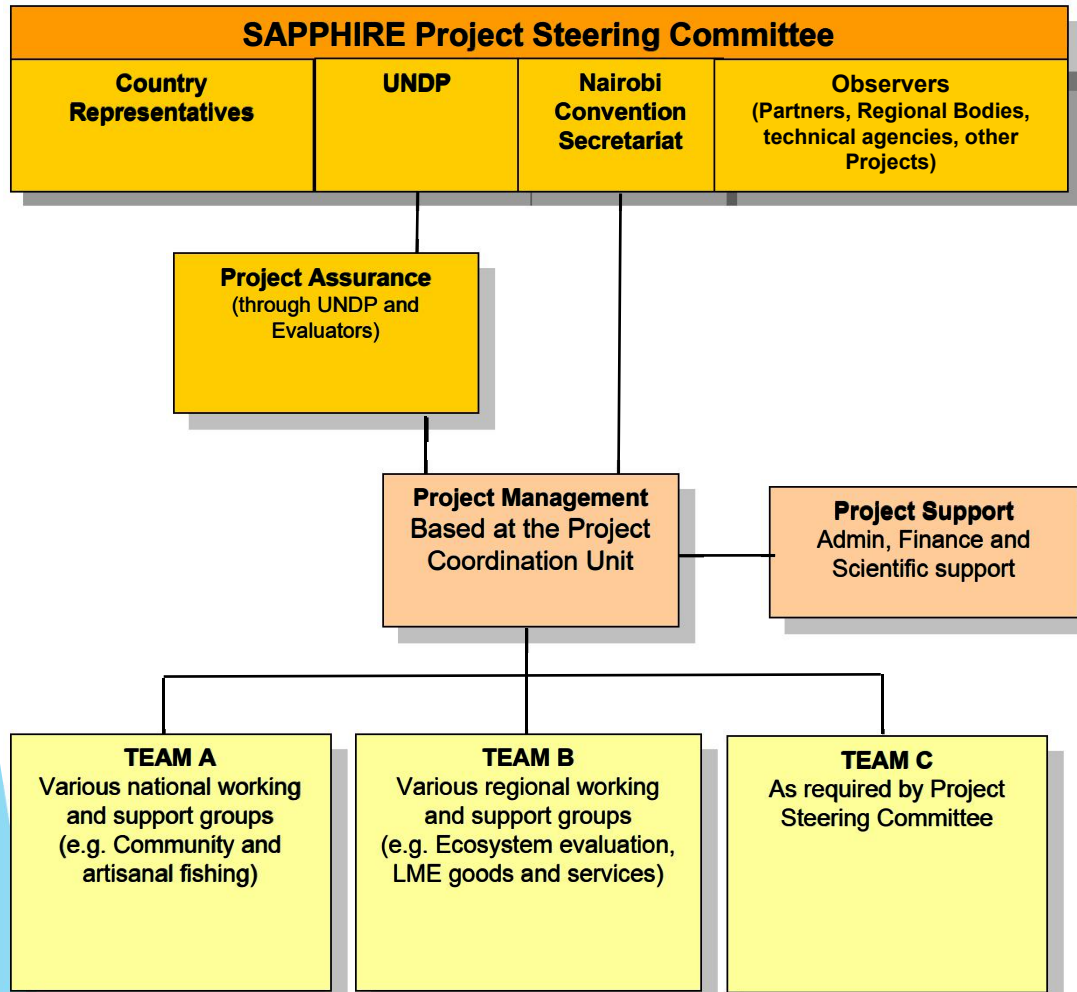 SAPPHIRE Project Steering Committee
Country
Representatives
UNDP
Nairobi
Convention
Secretariat
Observers
(Partners, Regional Bodies,
technical agencies, other
Projects)
Project Assurance
(through UNDP and
Evaluators)
Project Management
Based at the Project
Coordination Unit
Project Support
Admin, Finance and
Scientific support
TEAM A
Various national working
and support groups
(e.g. Community and
artisanal fishing)
TEAM B
Various regional working
and support groups
(e.g. Ecosystem evaluation,
LME goods and services)
TEAM C
As required by Project
Steering Committee